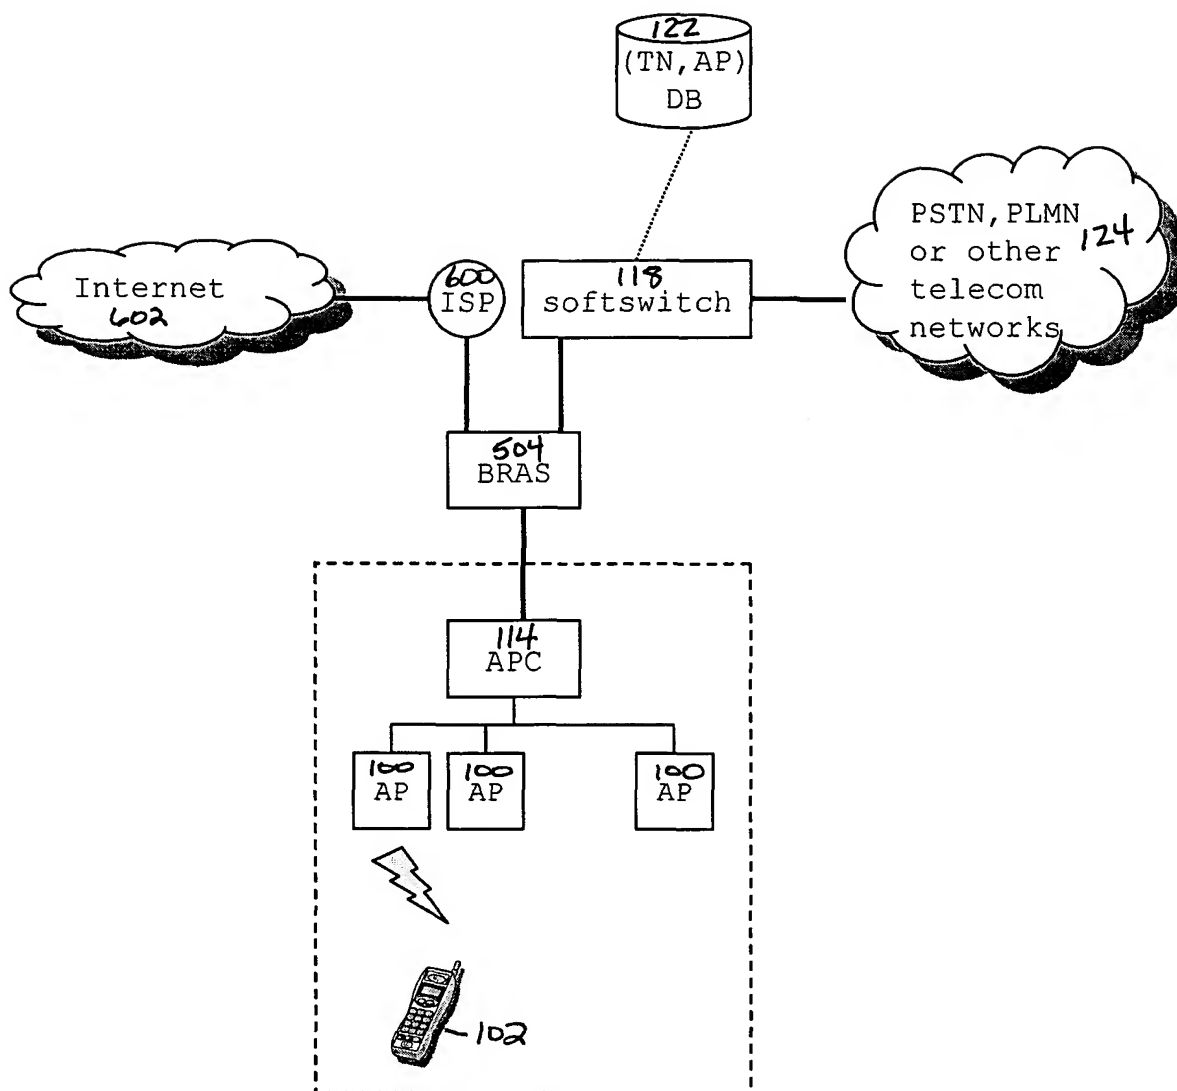 122
(TN, AP)
DB
PSTN, PLMN
or other 124
telecom
networks
Internet
602
600
ISP
118
softswitch
504
BRAS
114
APC
100
AP
100
AP
100
AP
102